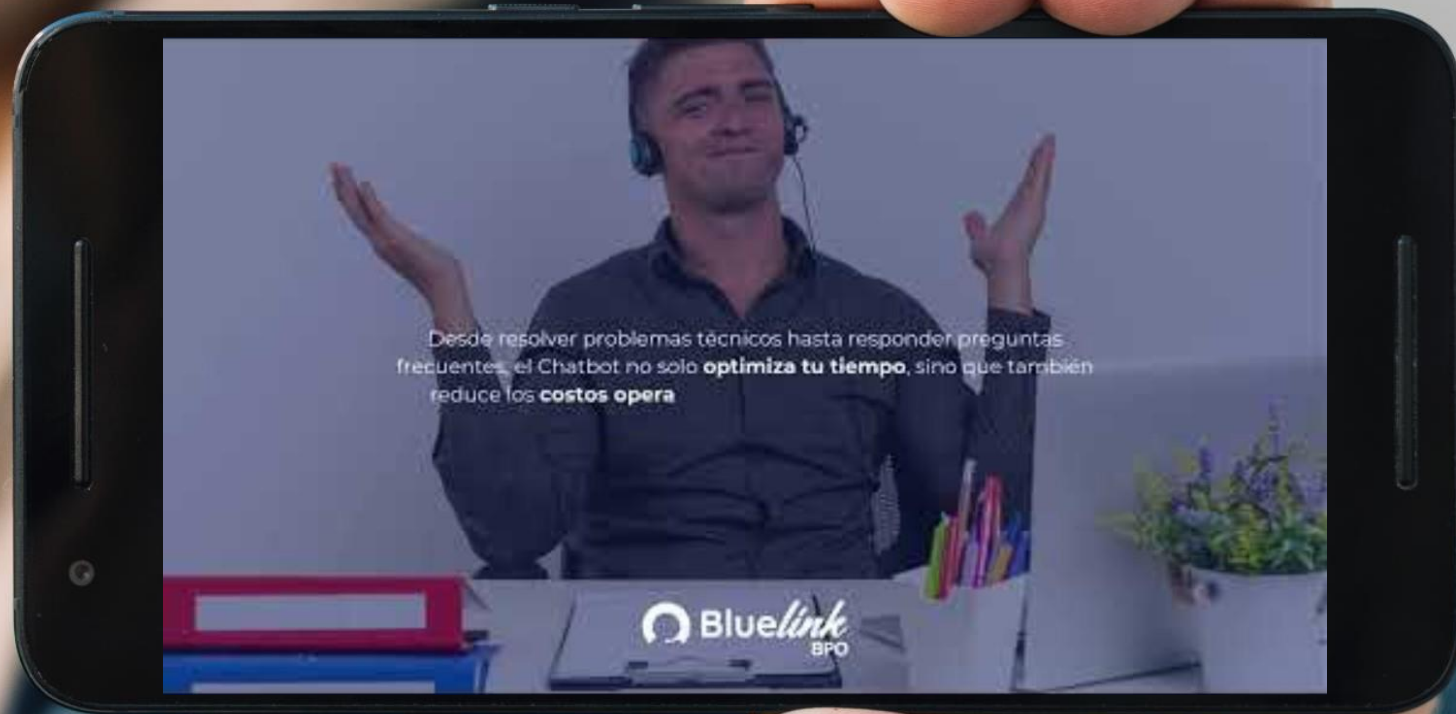 Desde resolver problemas técnicos hasta responder preguntas
frecuentes, el Chatbot no solo optimiza tu tiempo, sino que también
reduce los costos opera
Bluelink
BPO